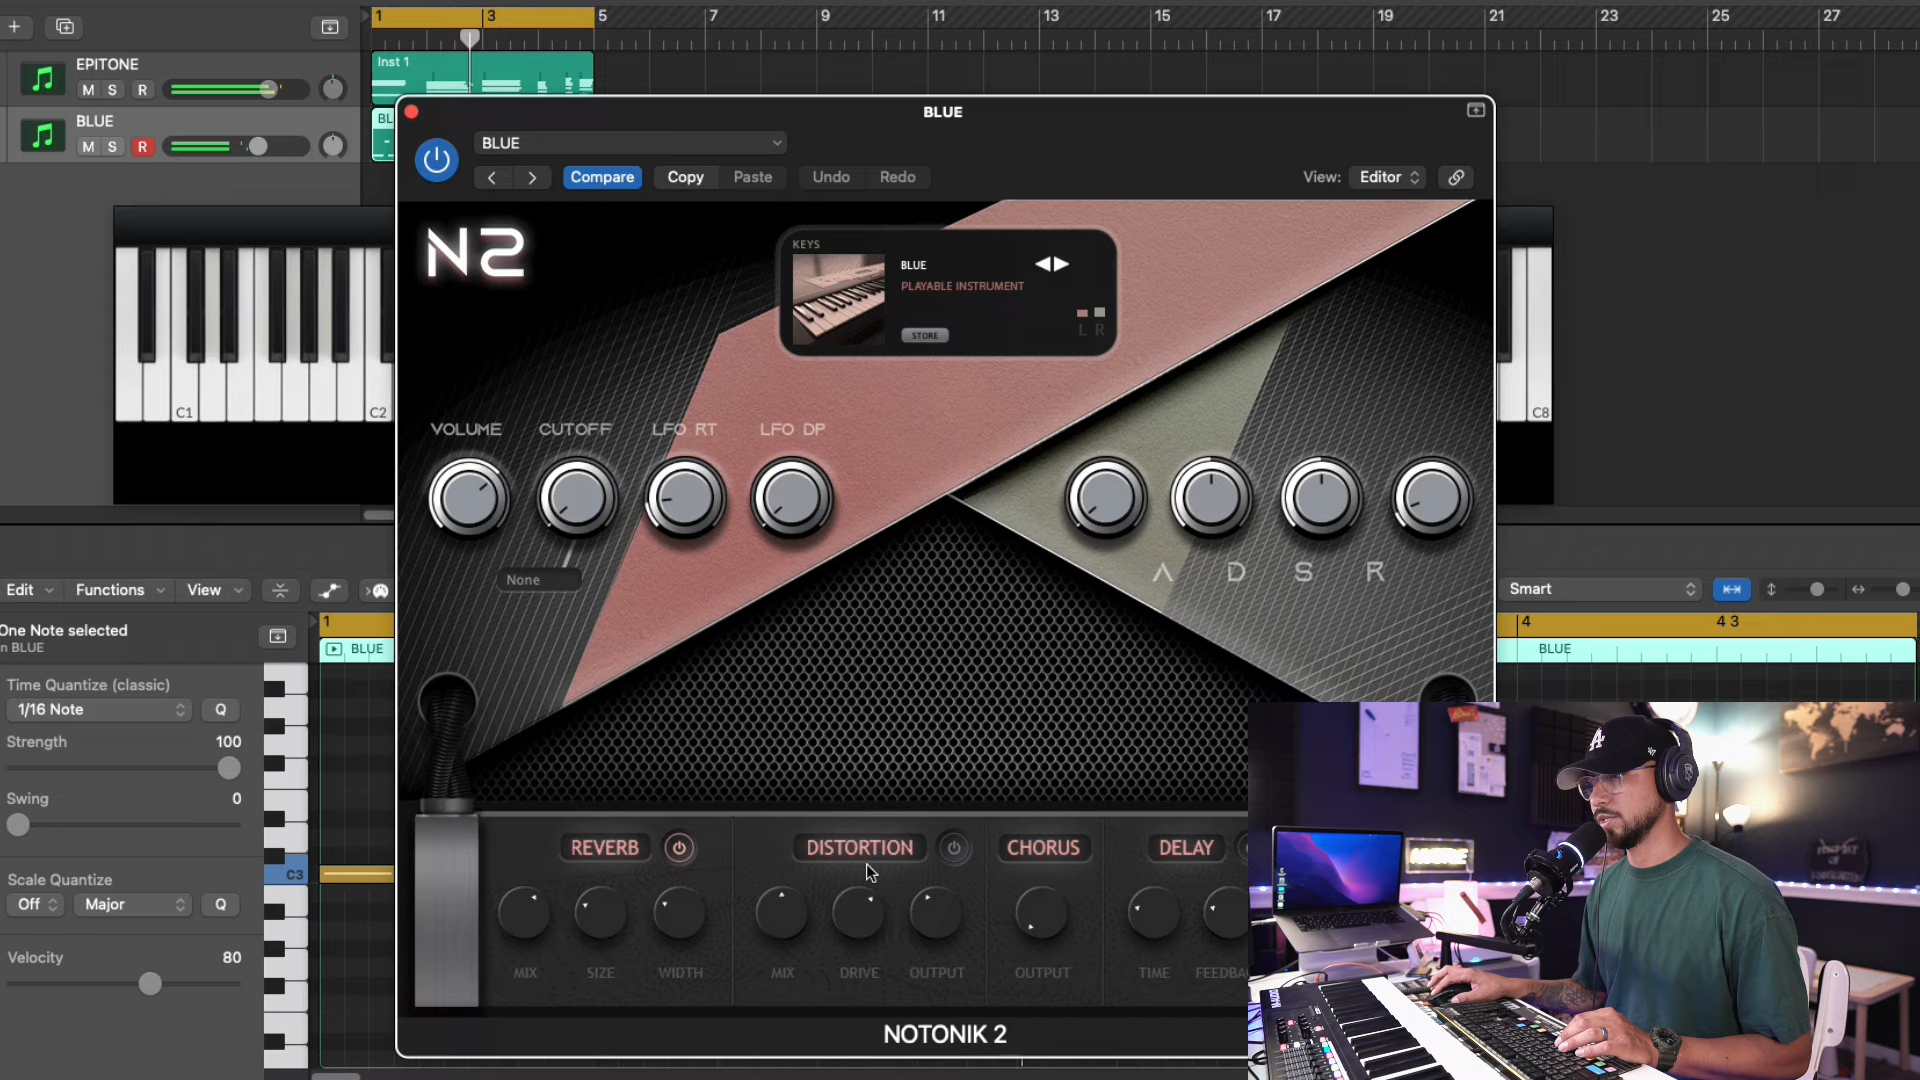 1 3 5 7 9 11 13 15 17 19 21 23 25 27
EPITONE
M S R
Inst 1
BLUE
M S R
BL
BLUE
BLUE
Compare Copy Paste Undo Redo
View: Editor
N2
KEYS
BLUE
PLAYABLE INSTRUMENT
STORE
L R
C1 C2
C8
VOLUME CUTOFF LFO RT LFO DP
None
A D S R
Edit Functions View
Smart
One Note selected
n BLUE
1
4 4 3
BLUE
BLUE
Time Quantize (classic)
1/16 Note Q
Strength 100
Swing 0
C3
Scale Quantize
Off Major Q
Velocity 80
REVERB DISTORTION CHORUS DELAY
MIX SIZE WIDTH MIX DRIVE OUTPUT OUTPUT TIME FEEDBA
NOTONIK 2